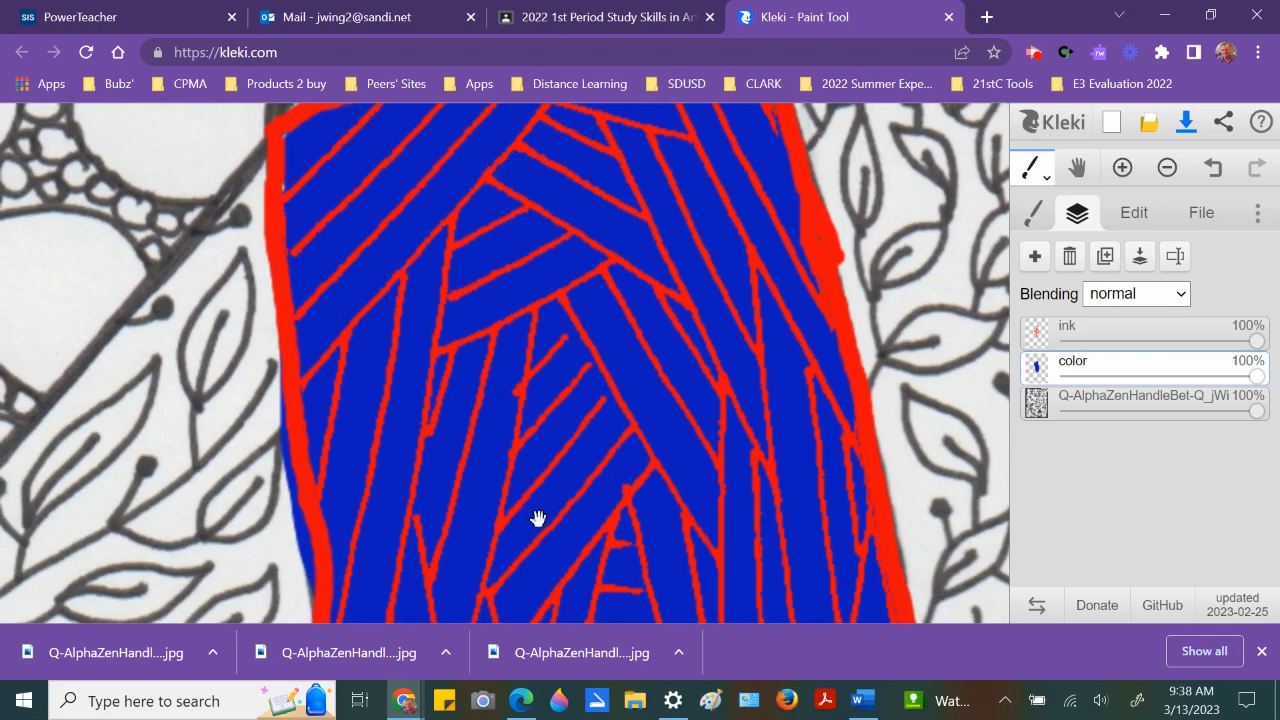 PowerTeacher
Mail - jwing2@sandi.net
2022 1st Period Study Skills in Ar
Kleki - Paint Tool
https://kleki.com
Apps Bubz' CPMA Products 2 buy Peers' Sites Apps Distance Learning SDUSD CLARK 2022 Summer Expe... 21stC Tools E3 Evaluation 2022
Kleki
Edit File
Blending normal
ink 100%
color 100%
Q-AlphaZenHandleBet-Q_jWi 100%
Donate GitHub updated
2023-02-25
Q-AlphaZenHandl....jpg Q-AlphaZenHandl....jpg Q-AlphaZenHandl....jpg Show all
Type here to search
Wat...
9:38 AM
3/13/2023